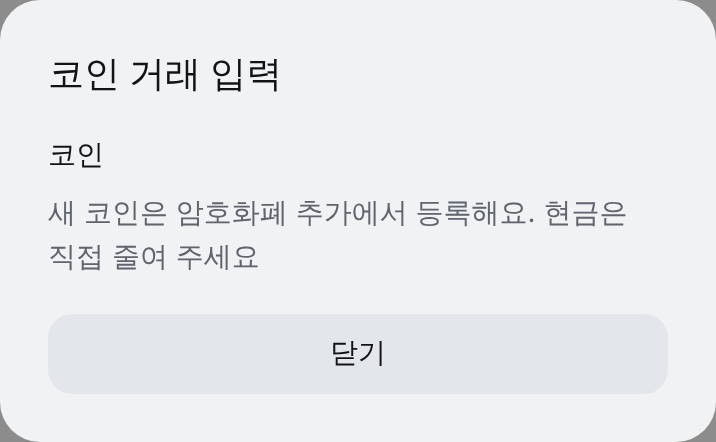 코인 거래 입력
코인
새 코인은 암호화폐 추가에서 등록해요. 현금은
직접 줄여 주세요
닫기